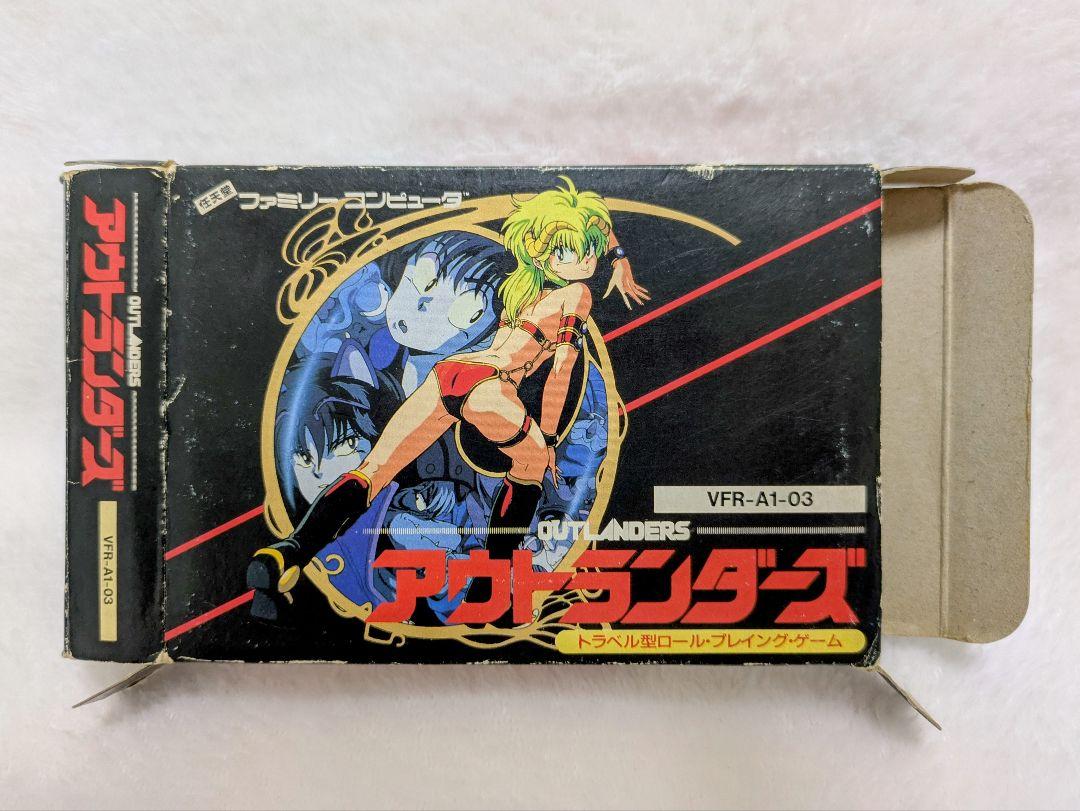 アウトランダーズ
OUTLANDERS
VFR-A1-03
任天堂
ファミリーコンピュータ
VFR-A1-03
OUTLANDERS
アウトランダーズ
トラベル型ロール・プレイング・ゲーム